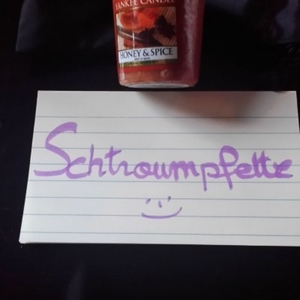 YANKEE CANDLE
HONEY & SPICE
Schtroumpfette